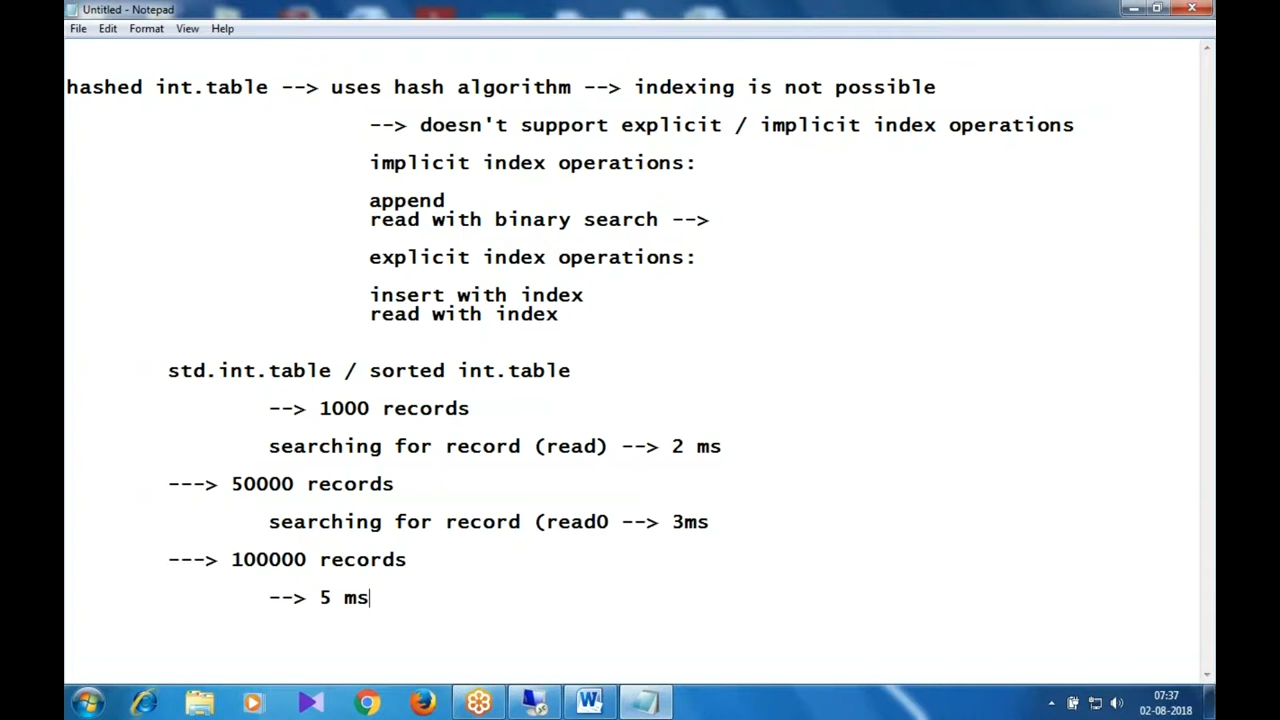 Untitled - Notepad
File Edit Format View Help
hashed int.table --> uses hash algorithm --> indexing is not possible
--> doesn't support explicit / implicit index operations
implicit index operations:
append
read with binary search -->
explicit index operations:
insert with index
read with index
std.int.table / sorted int.table
--> 1000 records
searching for record (read) --> 2 ms
---> 50000 records
searching for record (read0 --> 3ms
---> 100000 records
--> 5 ms
07:37
02-08-2018